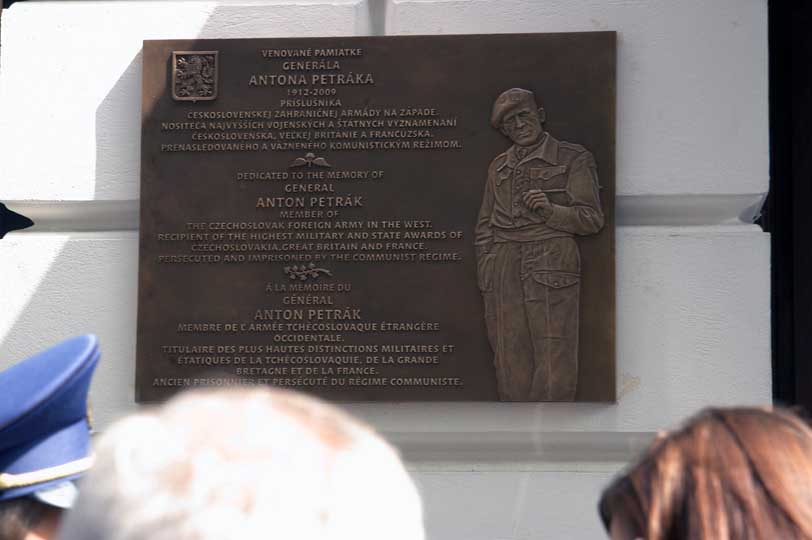 VENOVANÉ PAMIATKE
GENERÁLA
ANTONA PETRÁKA
1912-2009
PRÍSLUŠNÍKA
ČESKOSLOVENSKEJ ZAHRANIČNEJ ARMÁDY NA ZÁPADE.
NOSITEĽA NAJVYŠŠÍCH VOJENSKÝCH A ŠTÁTNYCH VYZNAMENANÍ
ČESKOSLOVENSKA, VEĽKEJ BRITÁNIE A FRANCÚZSKA.
PRENASLEDOVANÉHO A VÄZNENÉHO KOMUNISTICKÝM REŽIMOM.
DEDICATED TO THE MEMORY OF
GENERAL
ANTON PETRÁK
MEMBER OF
THE CZECHOSLOVAK FOREIGN ARMY IN THE WEST.
RECIPIENT OF THE HIGHEST MILITARY AND STATE AWARDS OF
CZECHOSLOVAKIA, GREAT BRITAIN AND FRANCE.
PERSECUTED AND IMPRISONED BY THE COMMUNIST REGIME.
Á LA MÉMOIRE DU
GÉNÉRAL
ANTON PETRÁK
MEMBRE DE L'ARMÉE TCHÉCOSLOVAQUE ÉTRANGÈRE
OCCIDENTALE.
TITULAIRE DES PLUS HAUTES DISTINCTIONS MILITAIRES ET
ÉTATIQUES DE LA TCHÉCOSLOVAQUIE, DE LA GRANDE
BRETAGNE ET DE LA FRANCE.
ANCIEN PRISONNIER ET PERSÉCUTÉ DU RÉGIME COMMUNISTE.